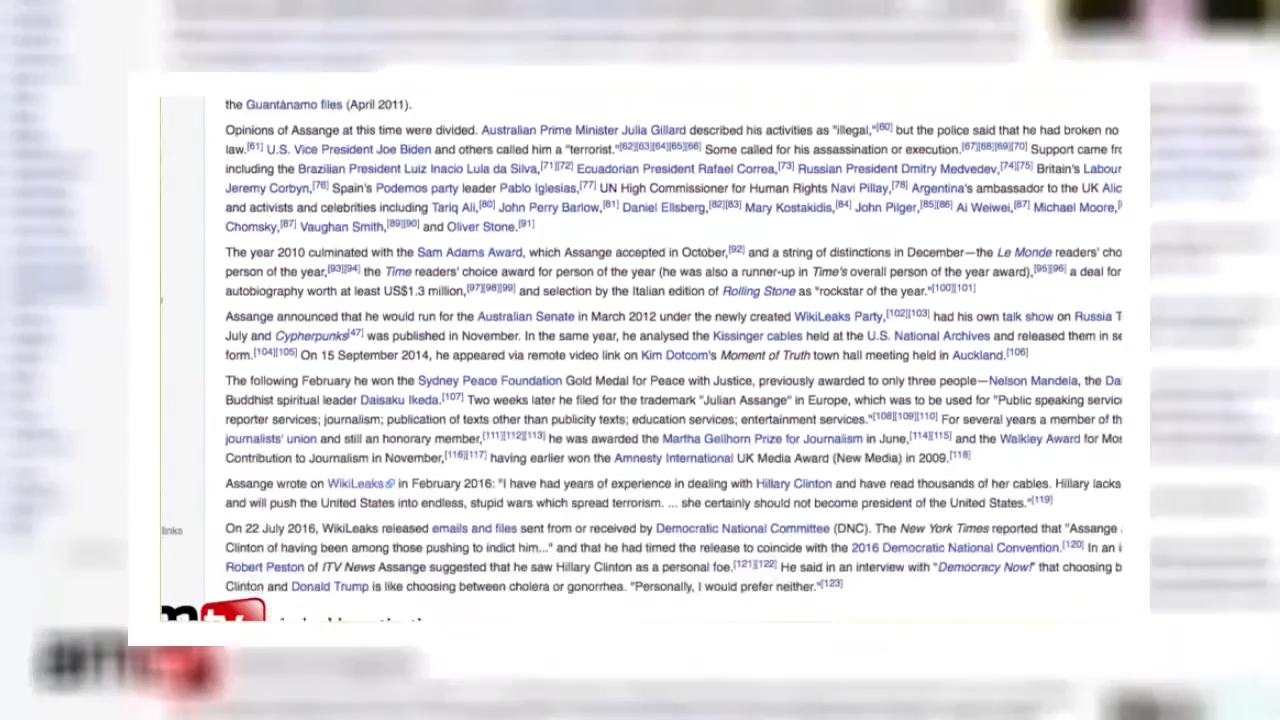 the Guantánamo files (April 2011).
Opinions of Assange at this time were divided. Australian Prime Minister Julia Gillard described his activities as "illegal,"[60] but the police said that he had broken no
law.[61] U.S. Vice President Joe Biden and others called him a "terrorist."[62][63][64][65][66] Some called for his assassination or execution.[67][68][69][70] Support came fr
including the Brazilian President Luiz Inacio Lula da Silva,[71][72] Ecuadorian President Rafael Correa,[73] Russian President Dmitry Medvedev,[74][75] Britain's Labour
Jeremy Corbyn,[76] Spain's Podemos party leader Pablo Iglesias,[77] UN High Commissioner for Human Rights Navi Pillay,[78] Argentina's ambassador to the UK Alic
and activists and celebrities including Tariq Ali,[80] John Perry Barlow,[81] Daniel Ellsberg,[82][83] Mary Kostakidis,[84] John Pilger,[85][86] Ai Weiwei,[87] Michael Moore,
Chomsky,[87] Vaughan Smith,[89][90] and Oliver Stone.[91]
The year 2010 culminated with the Sam Adams Award, which Assange accepted in October,[92] and a string of distinctions in December—the Le Monde readers' cho
person of the year,[93][94] the Time readers' choice award for person of the year (he was also a runner-up in Time's overall person of the year award),[95][96] a deal for
autobiography worth at least US$1.3 million,[97][98][99] and selection by the Italian edition of Rolling Stone as "rockstar of the year."[100][101]
Assange announced that he would run for the Australian Senate in March 2012 under the newly created WikiLeaks Party,[102][103] had his own talk show on Russia T
July and Cypherpunks[47] was published in November. In the same year, he analysed the Kissinger cables held at the U.S. National Archives and released them in se
form.[104][105] On 15 September 2014, he appeared via remote video link on Kim Dotcom's Moment of Truth town hall meeting held in Auckland.[106]
The following February he won the Sydney Peace Foundation Gold Medal for Peace with Justice, previously awarded to only three people—Nelson Mandela, the Da
Buddhist spiritual leader Daisaku Ikeda.[107] Two weeks later he filed for the trademark "Julian Assange" in Europe, which was to be used for "Public speaking servic
reporter services; journalism; publication of texts other than publicity texts; education services; entertainment services."[108][109][110] For several years a member of th
journalists' union and still an honorary member,[111][112][113] he was awarded the Martha Gellhorn Prize for Journalism in June,[114][115] and the Walkley Award for Mos
Contribution to Journalism in November,[116][117] having earlier won the Amnesty International UK Media Award (New Media) in 2009.[118]
Assange wrote on WikiLeaks in February 2016: "I have had years of experience in dealing with Hillary Clinton and have read thousands of her cables. Hillary lacks
and will push the United States into endless, stupid wars which spread terrorism. ... she certainly should not become president of the United States."[119]
On 22 July 2016, WikiLeaks released emails and files sent from or received by Democratic National Committee (DNC). The New York Times reported that "Assange
links
Clinton of having been among those pushing to indict him..." and that he had timed the release to coincide with the 2016 Democratic National Convention.[120] In an i
Robert Peston of ITV News Assange suggested that he saw Hillary Clinton as a personal foe.[121][122] He said in an interview with "Democracy Now!" that choosing b
Clinton and Donald Trump is like choosing between cholera or gonorrhea. "Personally, I would prefer neither."[123]